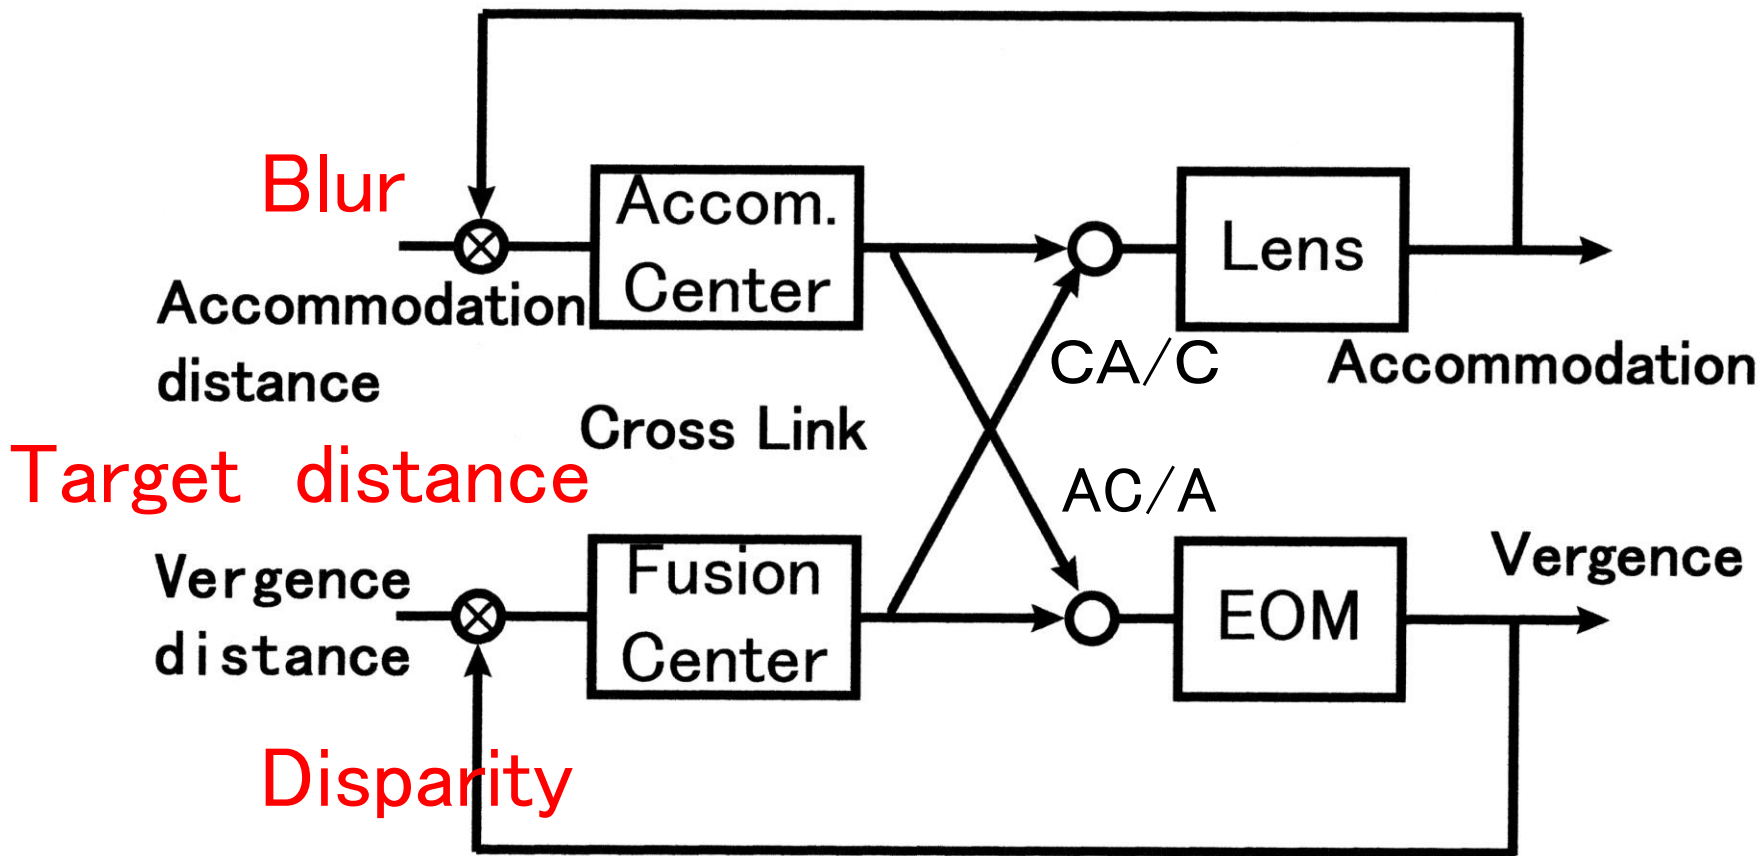 Blur
Accom.
Center
Lens
Accommodation
distance
CA/C
Accommodation
Cross Link
Target distance
AC/A
Vergence
distance
Fusion
Center
EOM
Vergence
Disparity